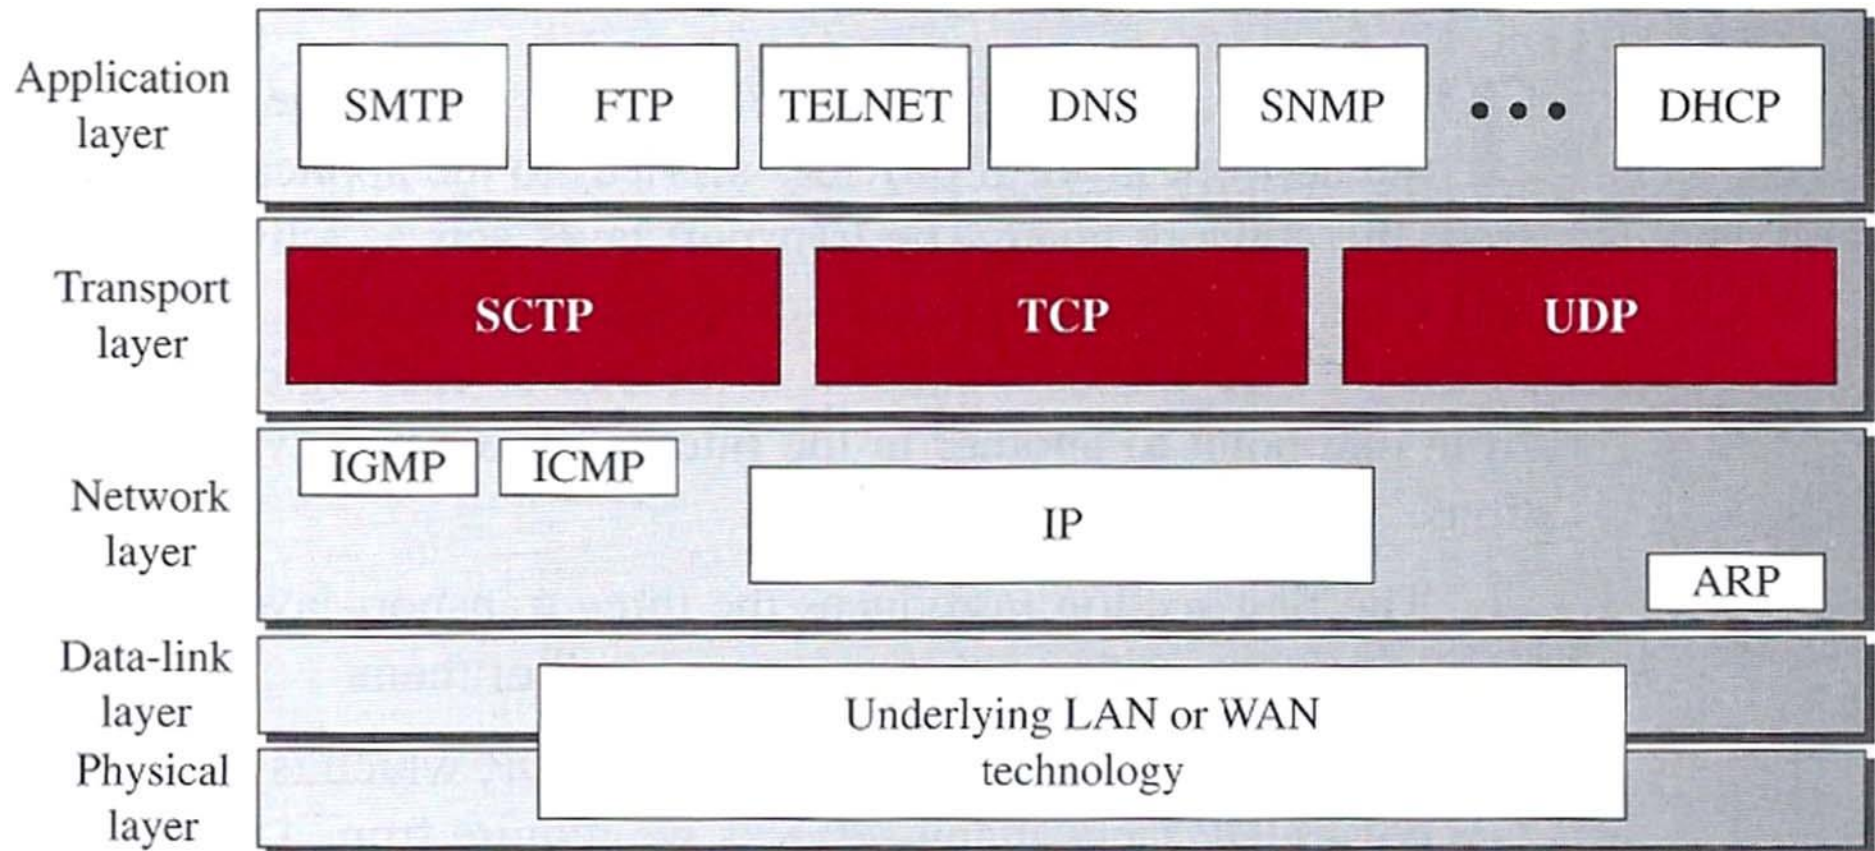 Application
layer
SMTP
FTP
TELNET
DNS
SNMP
DHCP
Transport
layer
SCTP
TCP
UDP
Network
layer
IGMP
ICMP
IP
ARP
Data-link
layer
Physical
layer
Underlying LAN or WAN
technology